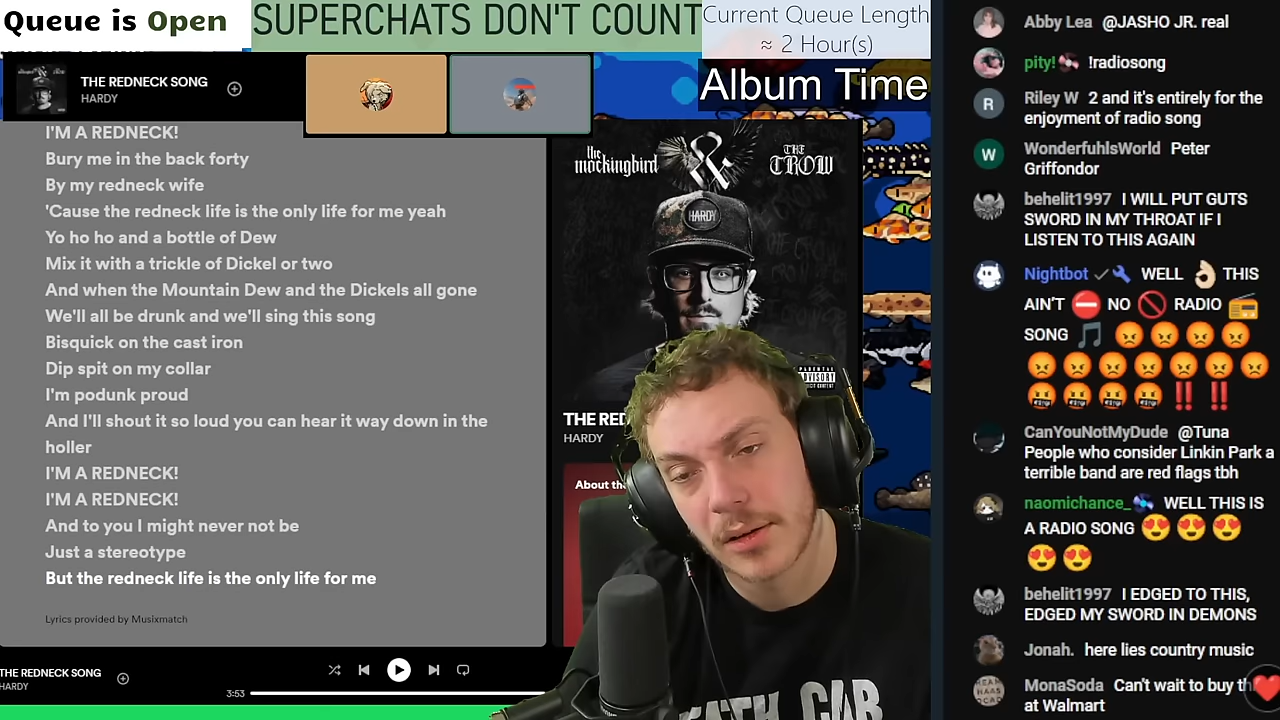 Queue is Open
SUPERCHATS DON'T COUNT
Current Queue Length
≈ 2 Hour(s)
Album Time
THE REDNECK SONG
HARDY
I'M A REDNECK!
Bury me in the back forty
By my redneck wife
'Cause the redneck life is the only life for me yeah
Yo ho ho and a bottle of Dew
Mix it with a trickle of Dickel or two
And when the Mountain Dew and the Dickels all gone
We'll all be drunk and we'll sing this song
Bisquick on the cast iron
Dip spit on my collar
I'm podunk proud
And I'll shout it so loud you can hear it way down in the
holler
I'M A REDNECK!
I'M A REDNECK!
And to you I might never not be
Just a stereotype
But the redneck life is the only life for me
Lyrics provided by Musixmatch
THE REDNECK SONG
HARDY
3:53
the mockingbird & THE CROW
HARDY
THE RED
HARDY
About th
DEATH CAB
Abby Lea @JASHO JR. real
pity! !radiosong
R
Riley W 2 and it's entirely for the
enjoyment of radio song
W
WonderfuhlsWorld Peter
Griffondor
behelit1997 I WILL PUT GUTS
SWORD IN MY THROAT IF I
LISTEN TO THIS AGAIN
Nightbot WELL 👌 THIS
AIN'T ⛔ NO 🚫 RADIO 📻
SONG 🎵 😡 😡 😡 😡
😡 😡 😡 😡 😡 😡 😡
🤬 🤬 🤬 🤬 ‼️ ‼️
CanYouNotMyDude @Tuna
People who consider Linkin Park a
terrible band are red flags tbh
naomichance_ WELL THIS IS
A RADIO SONG 😍 😍 😍
😍 😍
behelit1997 I EDGED TO THIS,
EDGED MY SWORD IN DEMONS
Jonah. here lies country music
MonaSoda Can't wait to buy th
at Walmart